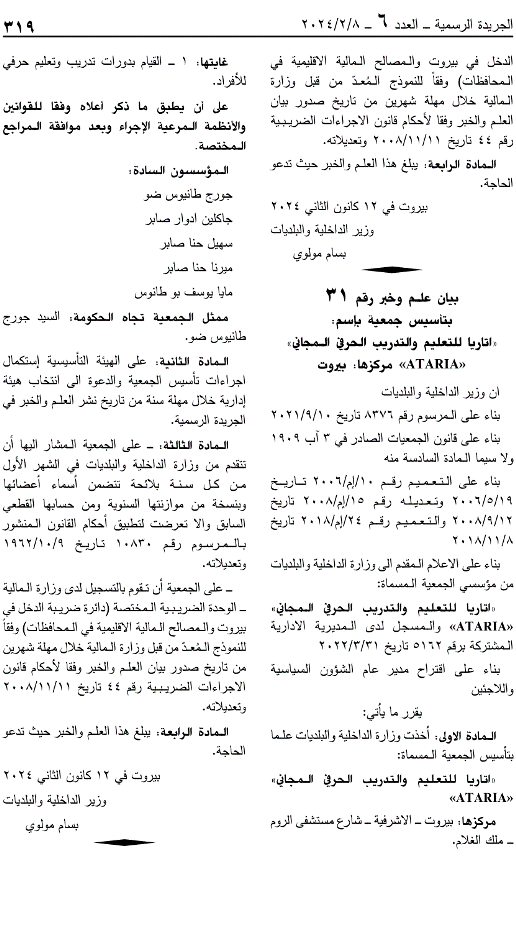 الجريدة الرسمية ــ العدد ٦ ــ ٢٠٢٤/٢/٨
٣١٩
الدخل في بيروت والمصالح المالية الاقليمية في
المحافظات) وفقاً للنموذج المُعدّ من قبل وزارة
المالية خلال مهلة شهرين من تاريخ صدور بيان
العلم والخبر وفقا لأحكام قانون الاجراءات الضريبية
رقم ٤٤ تاريخ ٢٠٠٨/١١/١١ وتعديلاته.
المادة الرابعة: يبلغ هذا العلم والخبر حيث تدعو
الحاجة.
بيروت في ١٢ كانون الثاني ٢٠٢٤
وزير الداخلية والبلديات
بسام مولوي
بيان علم وخبر رقم ٣١
بتأسيس جمعية بإسم:
«اتاريا للتعليم والتدريب الحرفي المجاني»
«ATARIA» مركزها: بيروت
ان وزير الداخلية والبلديات
بناء على المرسوم رقم ٨٣٧٦ تاريخ ٢٠٢١/٩/١٠
بناء على قانون الجمعيات الصادر في ٣ آب ١٩٠٩
ولا سيما المادة السادسة منه
بناء على التعميم رقم ١٠/إم/٢٠٠٦ تاريخ
٢٠٠٦/٥/١٩ وتعديله رقم ١٥/إم/٢٠٠٨ تاريخ
٢٠٠٨/٩/١٢ والتعميم رقم ٢٤/إم/٢٠١٨ تاريخ
٢٠١٨/١١/٨
بناء على الاعلام المقدم الى وزارة الداخلية والبلديات
من مؤسسي الجمعية المسماة:
«اتاريا للتعليم والتدريب الحرفي المجاني»
«ATARIA» والمسجل لدى المديرية الادارية
المشتركة برقم ٥١٦٢ تاريخ ٢٠٢٢/٣/٣١
بناء على اقتراح مدير عام الشؤون السياسية
واللاجئين
يقرر ما يأتي:
المادة الاولى: أخذت وزارة الداخلية والبلديات علما
بتأسيس الجمعية المسماة:
«اتاريا للتعليم والتدريب الحرفي المجاني»
«ATARIA»
مركزها: بيروت ــ الاشرفية ــ شارع مستشفى الروم
ــ ملك الغلام.
غايتها: ١ ــ القيام بدورات تدريب وتعليم حرفي
للأفراد.
على أن يطبق ما ذكر أعلاه وفقا للقوانين
والأنظمة المرعية الإجراء وبعد موافقة المراجع
المختصة.
المؤسسون السادة:
جورج طانيوس ضو
جاكلين ادوار صابر
سهيل حنا صابر
ميرنا حنا صابر
مايا يوسف بو طانوس
ممثل الجمعية تجاه الحكومة: السيد جورج
طانيوس ضو.
المادة الثانية: على الهيئة التأسيسية إستكمال
اجراءات تأسيس الجمعية والدعوة الى انتخاب هيئة
إدارية خلال مهلة سنة من تاريخ نشر العلم والخبر في
الجريدة الرسمية.
المادة الثالثة: ــ على الجمعية المشار اليها أن
تتقدم من وزارة الداخلية والبلديات في الشهر الأول
من كل سنة بلائحة تتضمن أسماء أعضائها
وبنسخة من موازنتها السنوية ومن حسابها القطعي
السابق والا تعرضت لتطبيق أحكام القانون المنشور
بالمرسوم رقم ١٠٨٣٠ تاريخ ١٩٦٢/١٠/٩
وتعديلاته.
ــ على الجمعية أن تقوم بالتسجيل لدى وزارة المالية
ــ الوحدة الضريبية المختصة (دائرة ضريبة الدخل في
بيروت والمصالح المالية الاقليمية في المحافظات) وفقاً
للنموذج المُعدّ من قبل وزارة المالية خلال مهلة شهرين
من تاريخ صدور بيان العلم والخبر وفقا لأحكام قانون
الاجراءات الضريبية رقم ٤٤ تاريخ ٢٠٠٨/١١/١١
وتعديلاته.
المادة الرابعة: يبلغ هذا العلم والخبر حيث تدعو
الحاجة.
بيروت في ١٢ كانون الثاني ٢٠٢٤
وزير الداخلية والبلديات
بسام مولوي